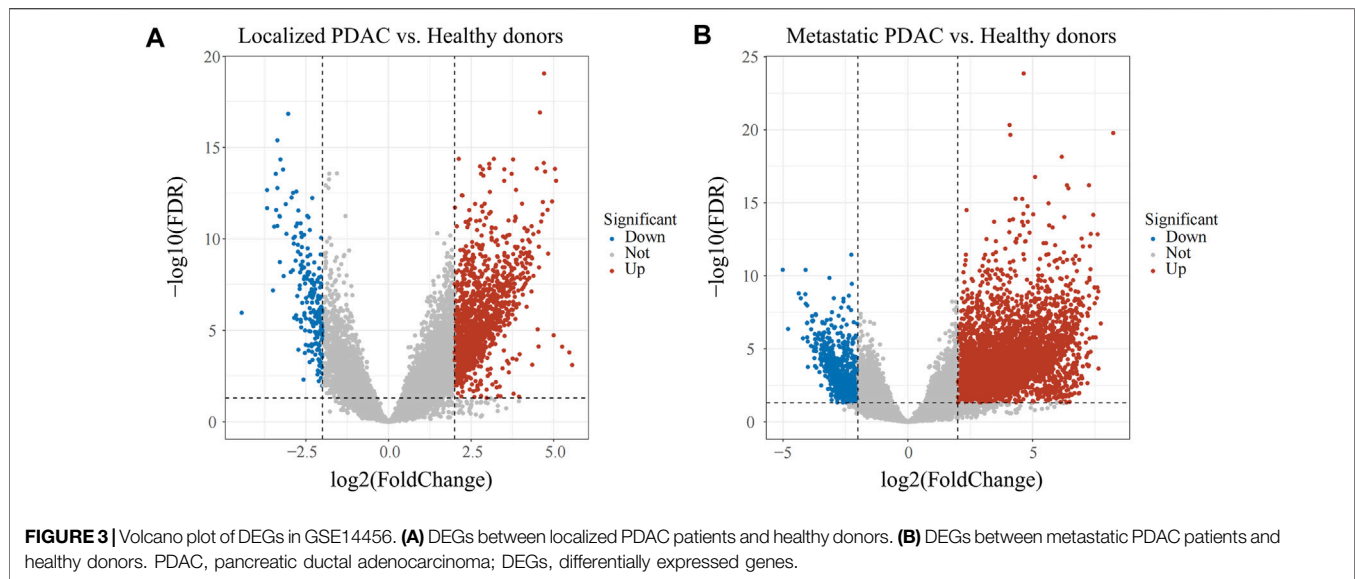 A
Localized PDAC vs. Healthy donors
20
15
10
5
0
−log10(FDR)
−2.5
0.0
2.5
5.0
log2(FoldChange)
Significant
Down
Not
Up
B
Metastatic PDAC vs. Healthy donors
25
20
15
10
5
0
−log10(FDR)
−5
0
5
log2(FoldChange)
Significant
Down
Not
Up
FIGURE 3 | Volcano plot of DEGs in GSE14456. (A) DEGs between localized PDAC patients and healthy donors. (B) DEGs between metastatic PDAC patients and
healthy donors. PDAC, pancreatic ductal adenocarcinoma; DEGs, differentially expressed genes.